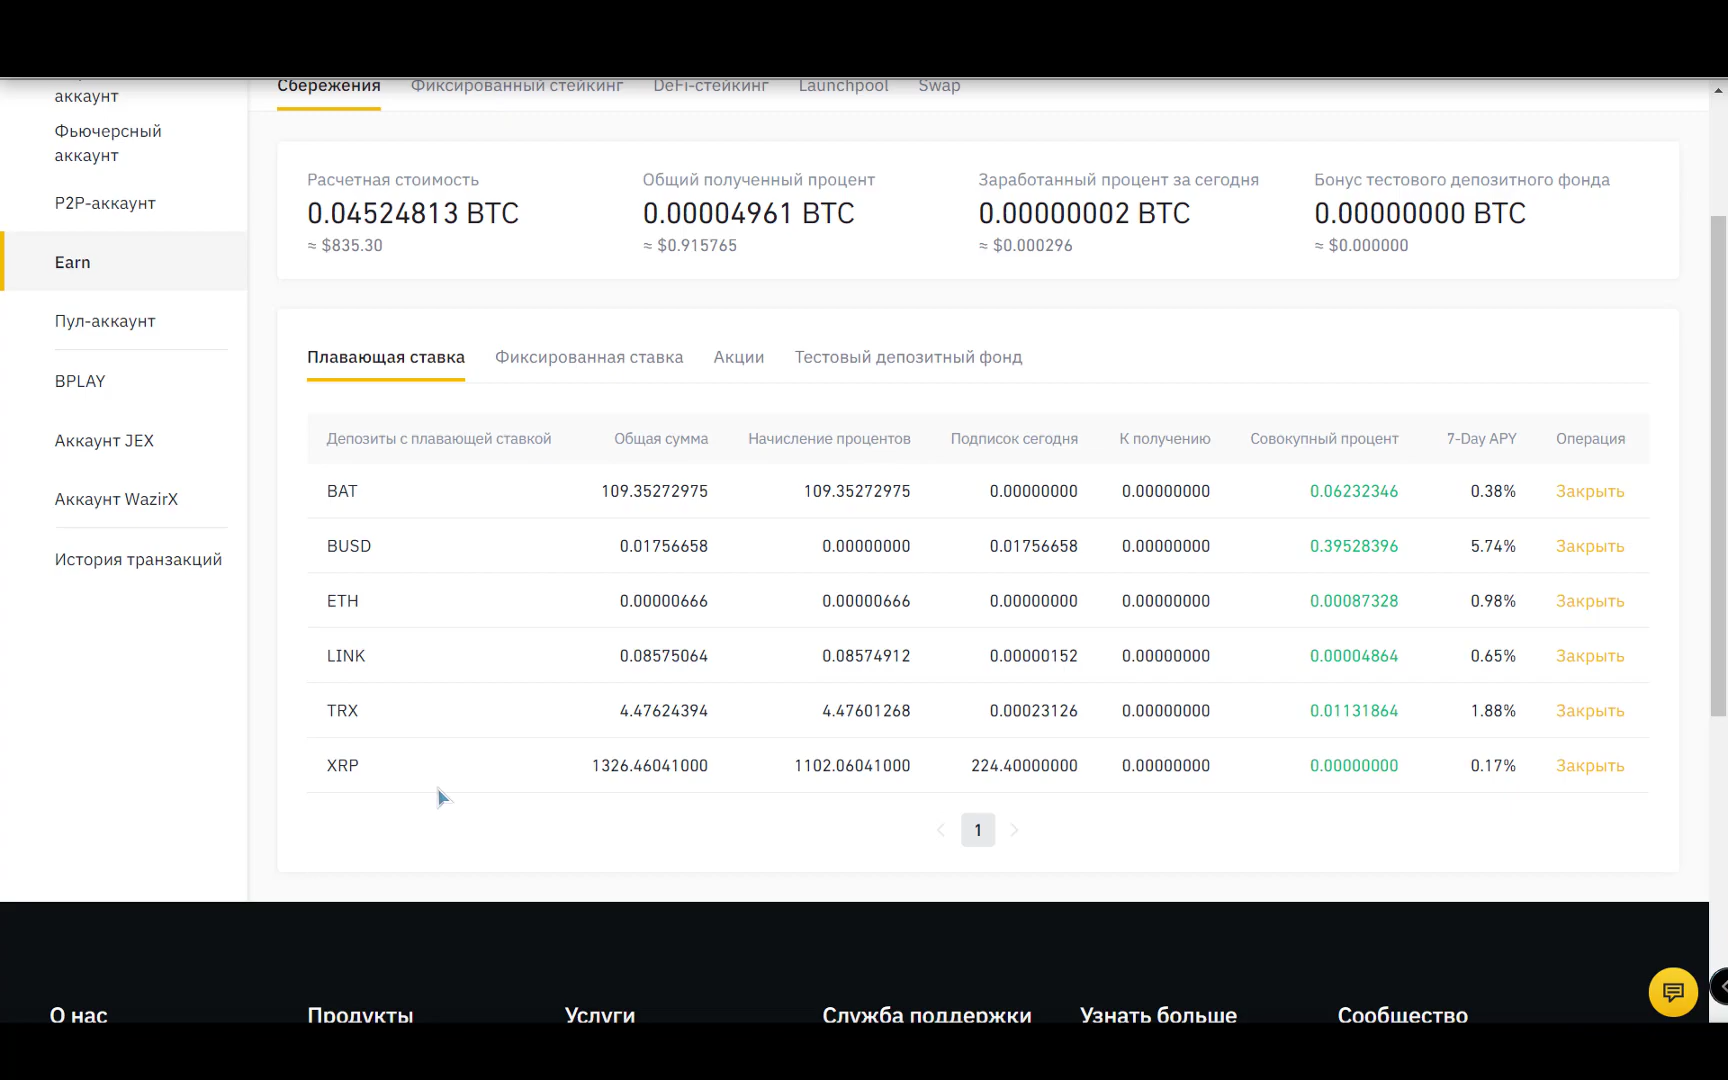 Сбережения Фиксированный стейкинг DeFi-стейкинг Launchpool Swap
аккаунт
Фьючерсный
аккаунт
P2P-аккаунт
Earn
Пул-аккаунт
BPLAY
Аккаунт JEX
Аккаунт WazirX
История транзакций
Расчетная стоимость Общий полученный процент Заработанный процент за сегодня Бонус тестового депозитного фонда
0.04524813 BTC 0.00004961 BTC 0.00000002 BTC 0.00000000 BTC
≈ $835.30 ≈ $0.915765 ≈ $0.000296 ≈ $0.000000
Плавающая ставка Фиксированная ставка Акции Тестовый депозитный фонд
Депозиты с плавающей ставкой Общая сумма Начисление процентов Подписок сегодня К получению Совокупный процент 7-Day APY Операция
BAT 109.35272975 109.35272975 0.00000000 0.00000000 0.06232346 0.38% Закрыть
BUSD 0.01756658 0.00000000 0.01756658 0.00000000 0.39528396 5.74% Закрыть
ETH 0.00000666 0.00000666 0.00000000 0.00000000 0.00087328 0.98% Закрыть
LINK 0.08575064 0.08574912 0.00000152 0.00000000 0.00004864 0.65% Закрыть
TRX 4.47624394 4.47601268 0.00023126 0.00000000 0.01131864 1.88% Закрыть
XRP 1326.46041000 1102.06041000 224.40000000 0.00000000 0.00000000 0.17% Закрыть
1
О нас Продукты Услуги Служба поддержки Узнать больше Сообщество